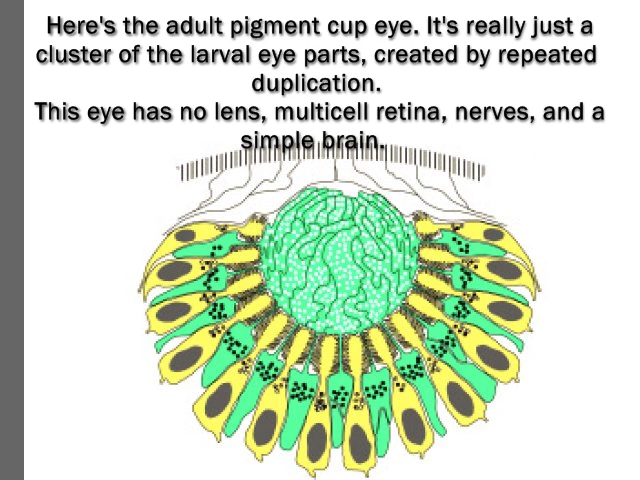 Here's the adult pigment cup eye. It's really just a
cluster of the larval eye parts, created by repeated
duplication.
This eye has no lens, multicell retina, nerves, and a
simple brain.